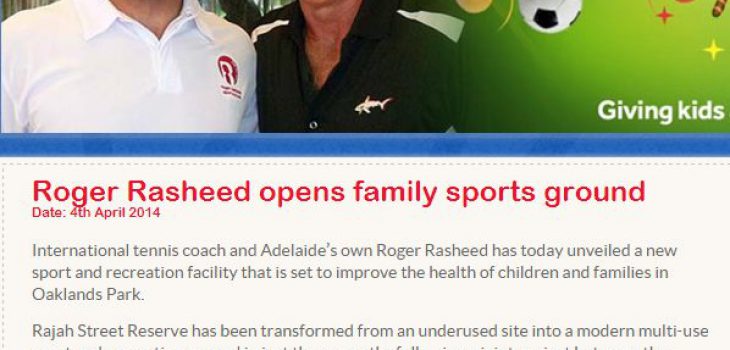 Giving kids
Roger Rasheed opens family sports ground
Date: 4th April 2014
International tennis coach and Adelaide’s own Roger Rasheed has today unveiled a new
sport and recreation facility that is set to improve the health of children and families in
Oaklands Park.
Rajah Street Reserve has been transformed from an underused site into a modern multi-use